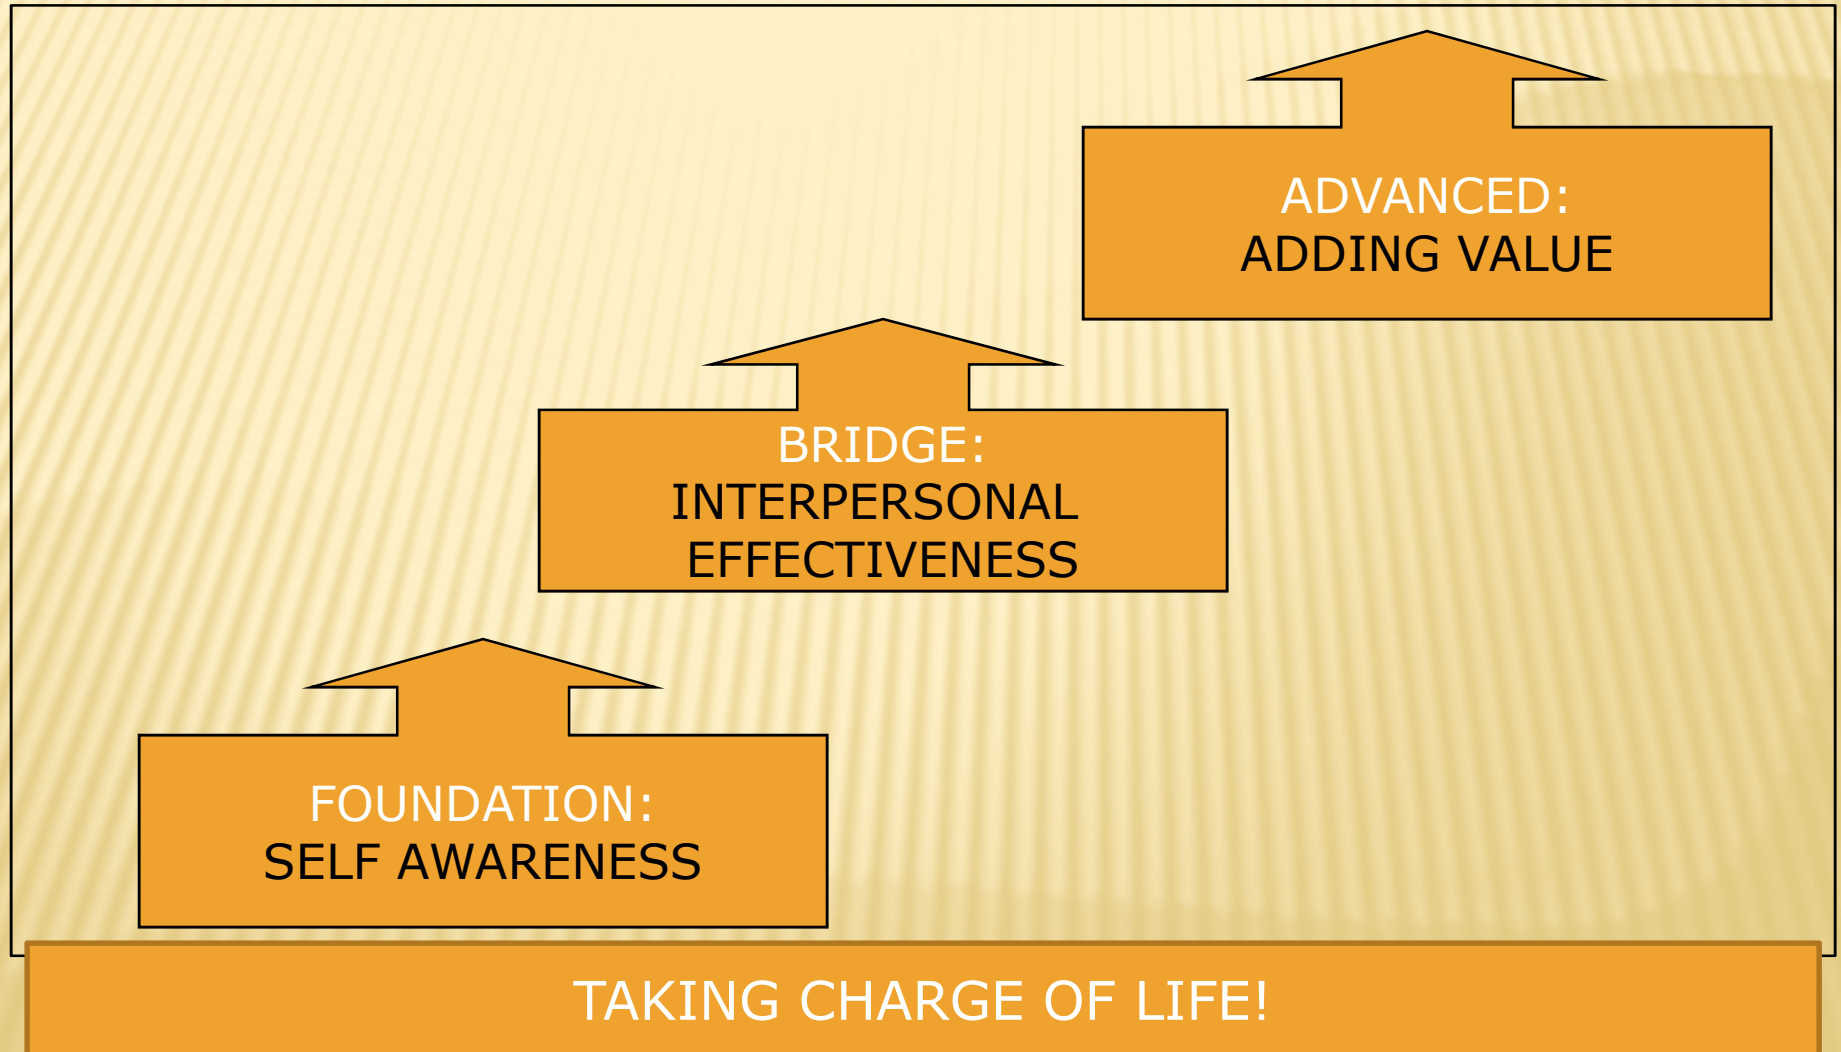 ADVANCED:
ADDING VALUE
BRIDGE:
INTERPERSONAL
EFFECTIVENESS
FOUNDATION:
SELF AWARENESS
TAKING CHARGE OF LIFE!